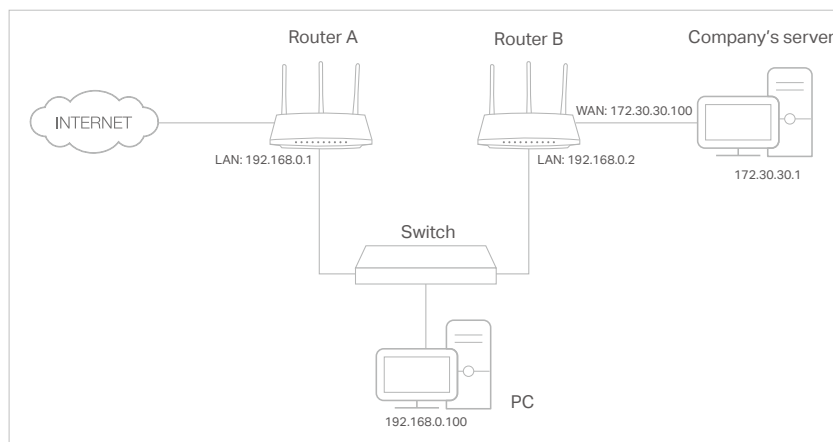 Router A
Router B
Company's server
INTERNET
WAN: 172.30.30.100
LAN: 192.168.0.1
LAN: 192.168.0.2
172.30.30.1
Switch
PC
192.168.0.100